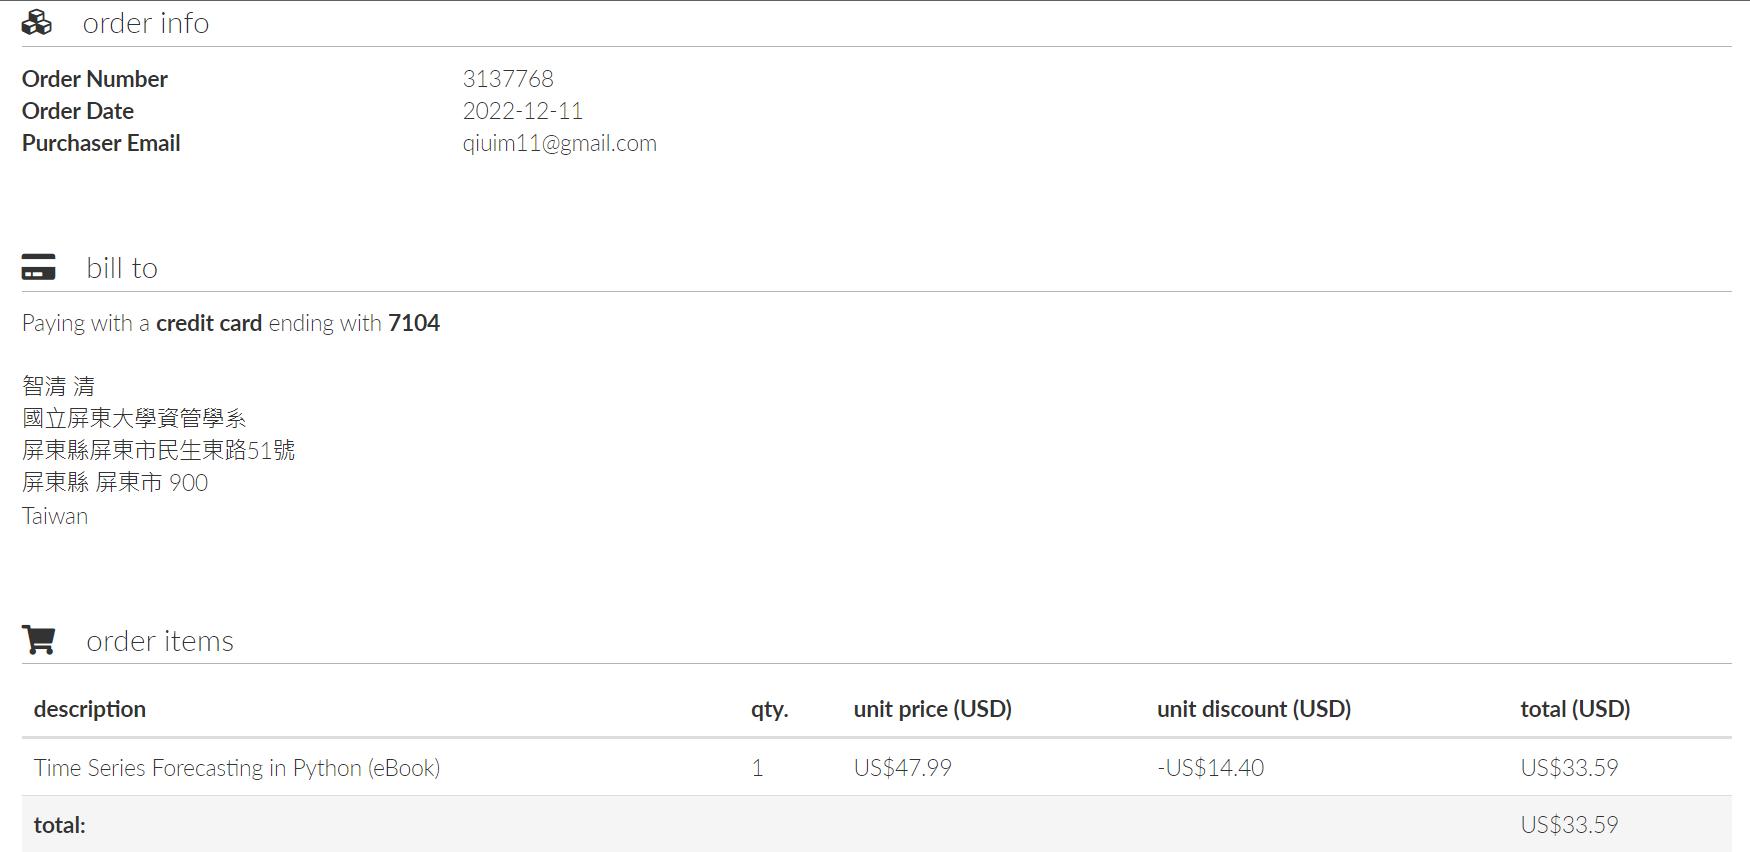 order info
Order Number 3137768
Order Date 2022-12-11
Purchaser Email qiuim11@gmail.com
bill to
Paying with a credit card ending with 7104
智清 清
國立屏東大學資管學系
屏東縣屏東市民生東路51號
屏東縣 屏東市 900
Taiwan
order items
description qty. unit price (USD) unit discount (USD) total (USD)
Time Series Forecasting in Python (eBook) 1 US$47.99 -US$14.40 US$33.59
total: US$33.59